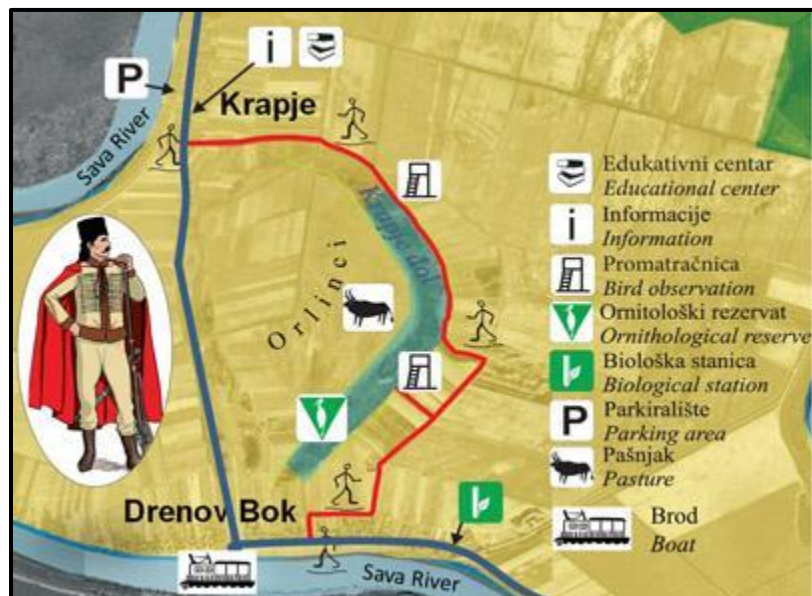 P
i
Krapje
Sava River
Krapje dol
Orlinci
Drenov Bok
Sava River
Edukativni centar
Educational center
i
Informacije
Information
Promatračnica
Bird observation
Ornitološki rezervat
Ornithological reserve
Biološka stanica
Biological station
P
Parkiralište
Parking area
Pašnjak
Pasture
Brod
Boat